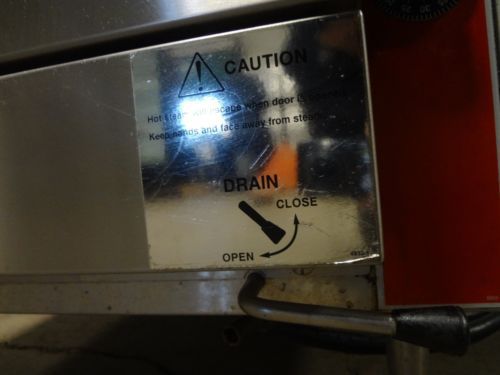 CAUTION
Hot steam will escape when door is opened
Keep hands and face away from steam
DRAIN
CLOSE
OPEN
30